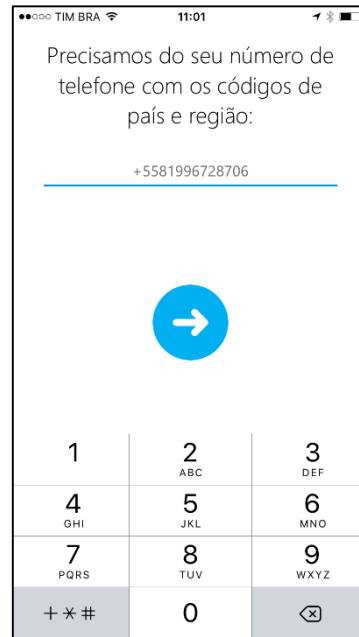 TIM BRA 11:01
Precisamos do seu número de
telefone com os códigos de
país e região:
+5581996728706
1 2 3
ABC DEF
4 5 6
GHI JKL MNO
7 8 9
PQRS TUV WXYZ
+*# 0